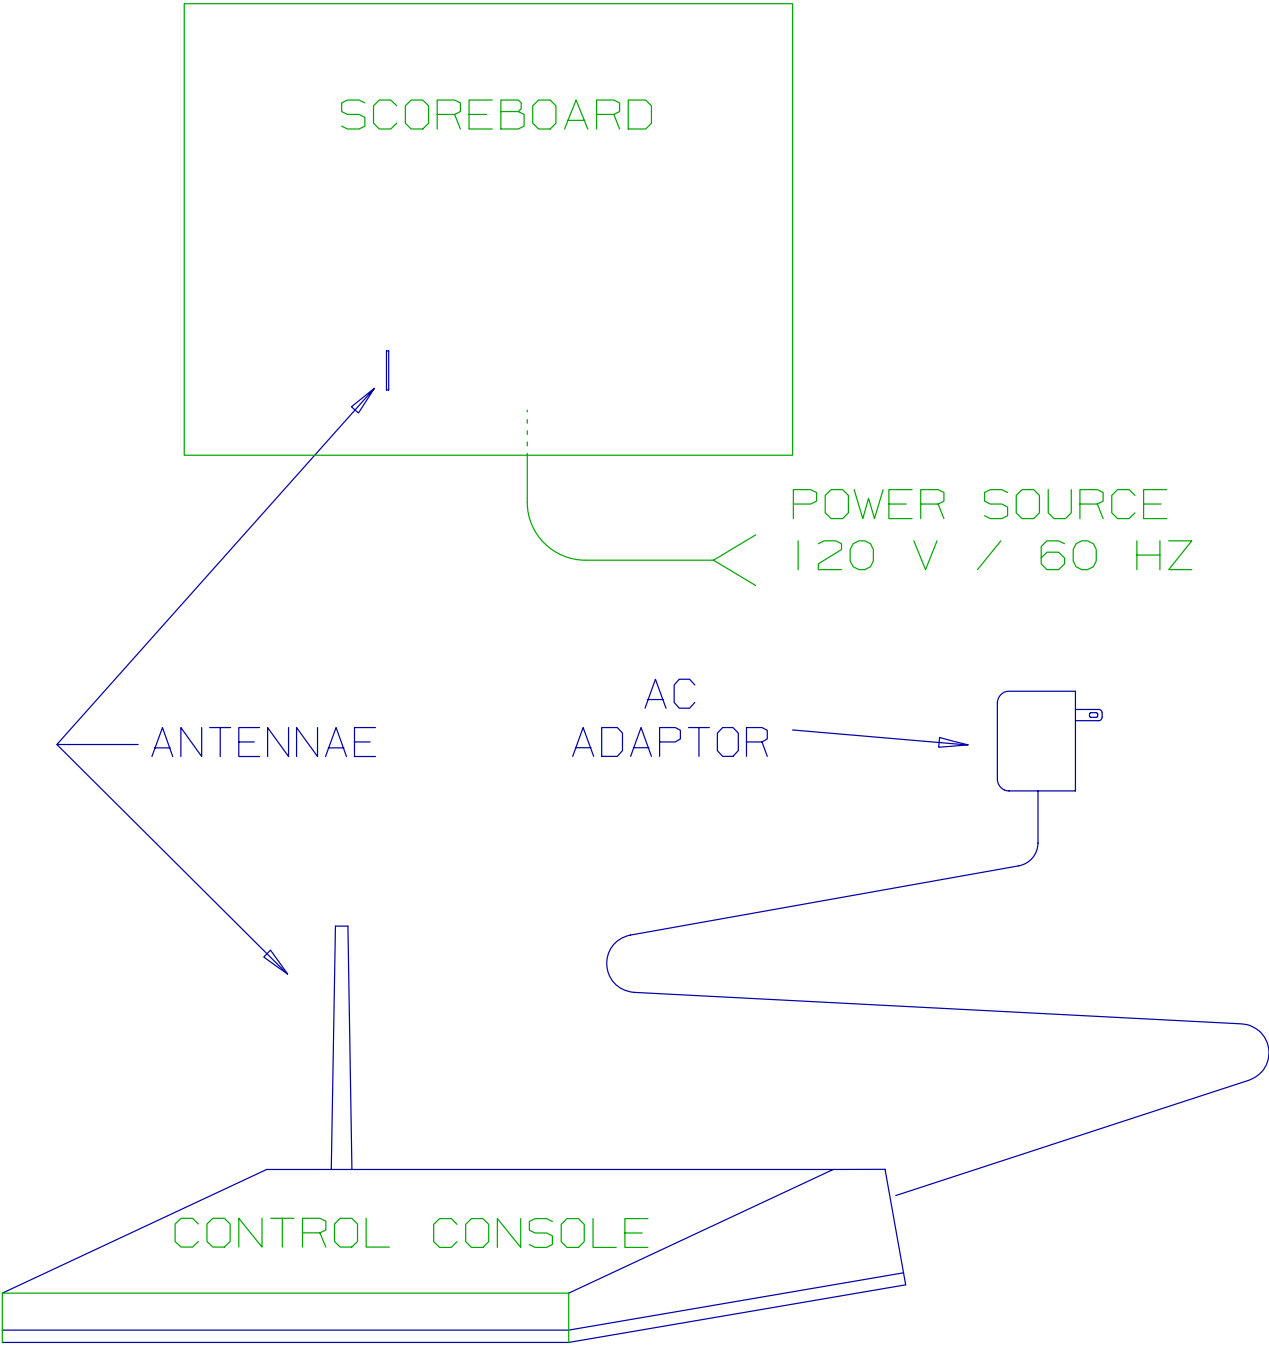 SCOREBOARD
POWER SOURCE
120 V / 60 HZ
AC
ADAPTOR
ANTENNAE
CONTROL CONSOLE